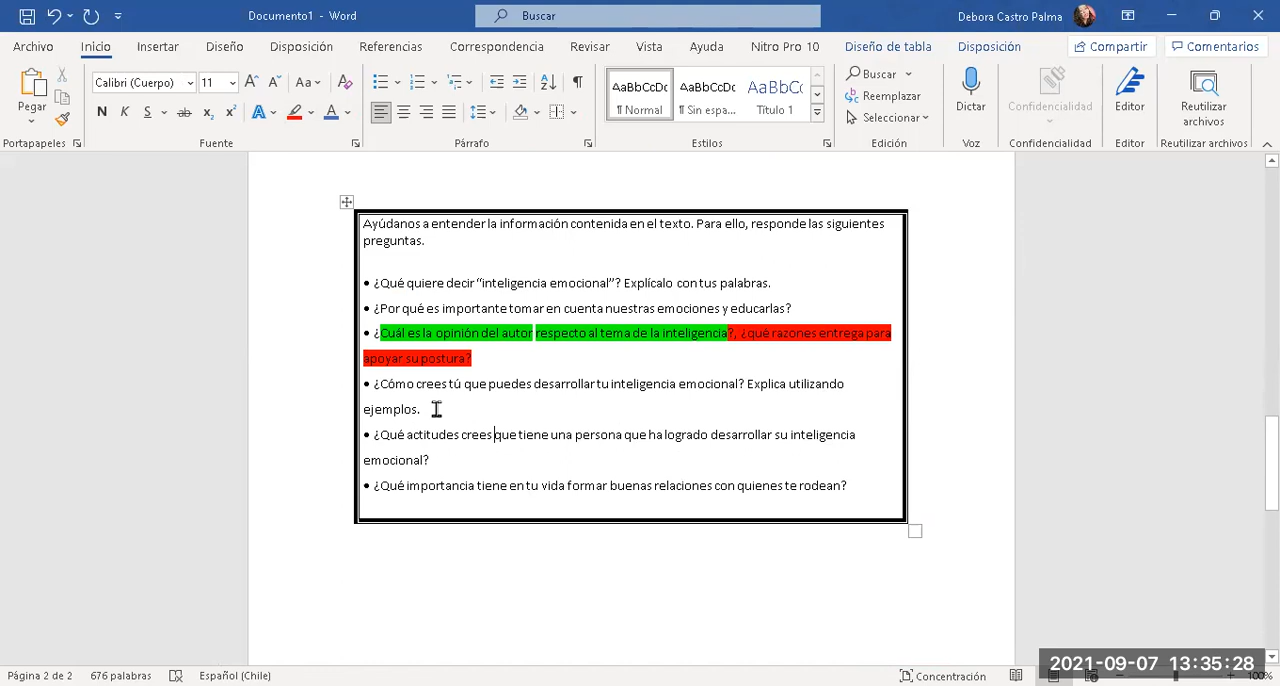 Documento1 - Word
Buscar
Debora Castro Palma
Archivo
Inicio
Insertar
Diseño
Disposición
Referencias
Correspondencia
Revisar
Vista
Ayuda
Nitro Pro 10
Diseño de tabla
Disposición
Compartir
Comentarios
Pegar
Calibri (Cuerpo)
11
Aa
N K S ab x₂ x²
AaBbCcDc
¶ Normal
AaBbCcDc
¶ Sin espa...
AaBbCc
Título 1
Buscar
Reemplazar
Seleccionar
Dictar
Confidencialidad
Editor
Reutilizar
archivos
Portapapeles
Fuente
Párrafo
Estilos
Edición
Voz
Confidencialidad
Editor
Reutilizar archivos
Ayúdanos a entender la información contenida en el texto. Para ello, responde las siguientes
preguntas.
• ¿Qué quiere decir “inteligencia emocional”? Explícalo con tus palabras.
• ¿Por qué es importante tomar en cuenta nuestras emociones y educarlas?
• ¿Cuál es la opinión del autor respecto al tema de la inteligencia?, ¿qué razones entrega para
apoyar su postura?
• ¿Cómo crees tú que puedes desarrollar tu inteligencia emocional? Explica utilizando
ejemplos.
• ¿Qué actitudes crees que tiene una persona que ha logrado desarrollar su inteligencia
emocional?
• ¿Qué importancia tiene en tu vida formar buenas relaciones con quienes te rodean?
Página 2 de 2
676 palabras
Español (Chile)
Concentración
100%
2021-09-07 13:35:28